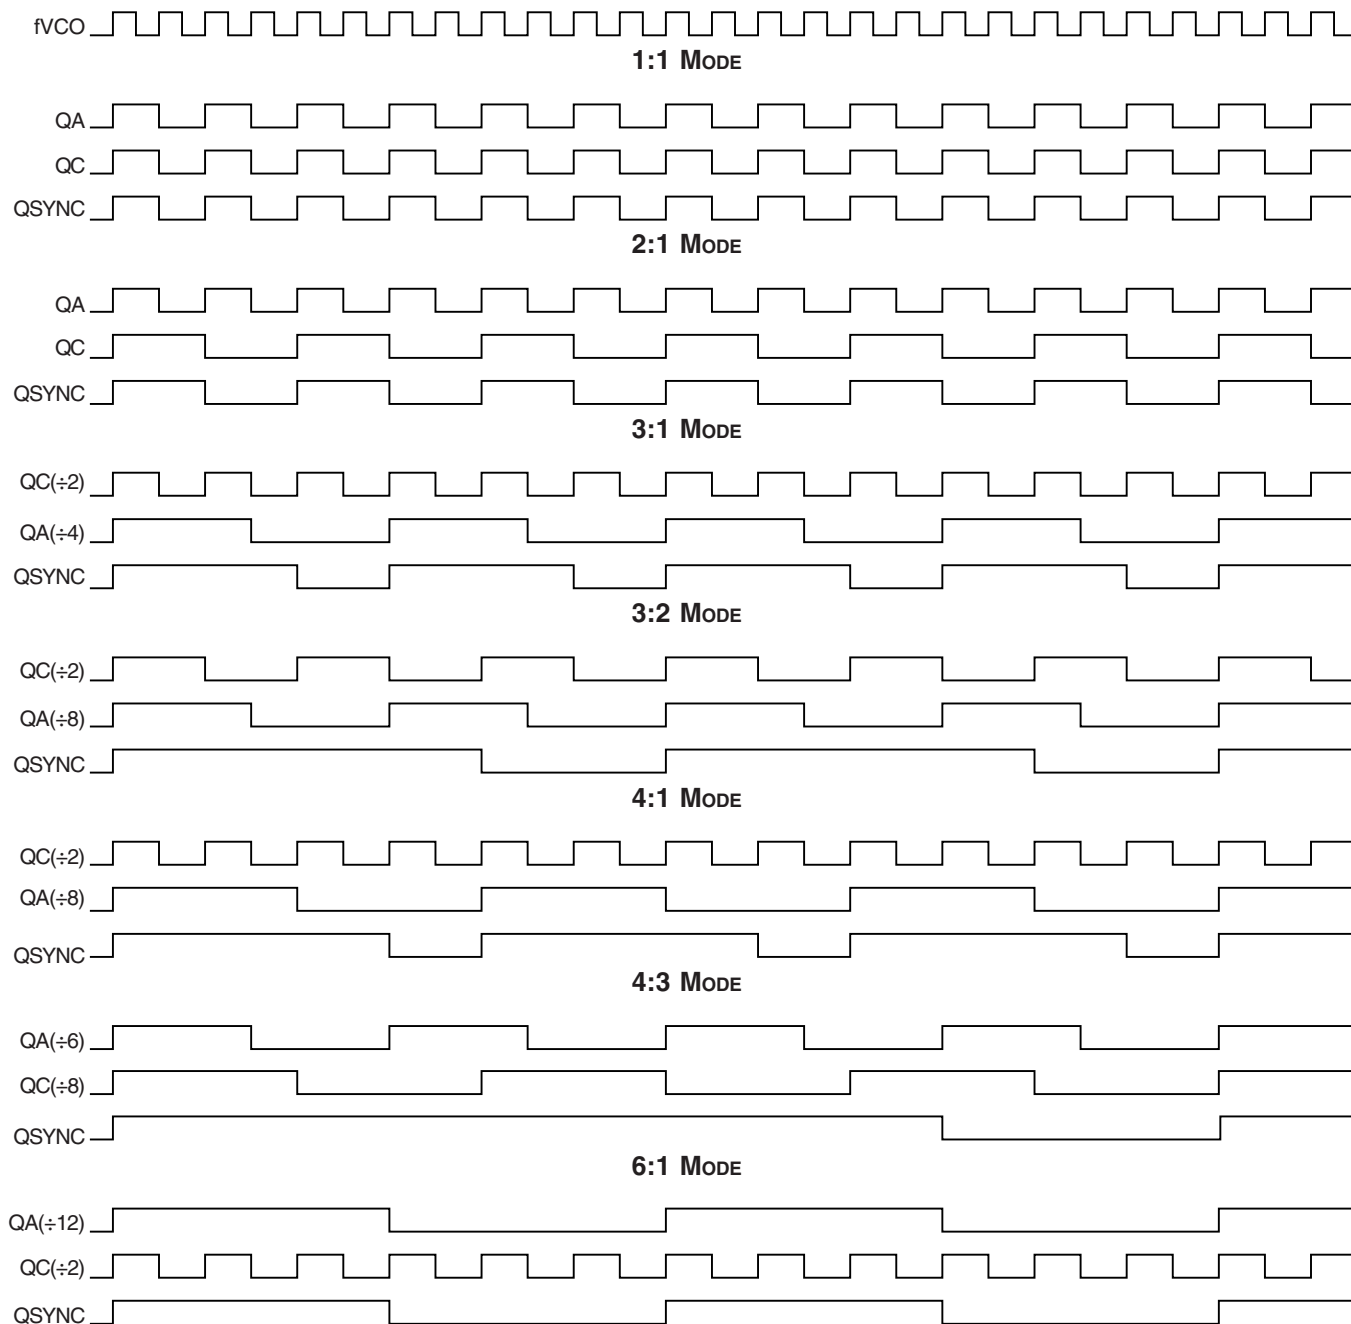 fVCO
1:1 MODE
QA
QC
QSYNC
2:1 MODE
QA
QC
QSYNC
3:1 MODE
QC(÷2)
QA(÷4)
QSYNC
3:2 MODE
QC(÷2)
QA(÷8)
QSYNC
4:1 MODE
QC(÷2)
QA(÷8)
QSYNC
4:3 MODE
QA(÷6)
QC(÷8)
QSYNC
6:1 MODE
QA(÷12)
QC(÷2)
QSYNC